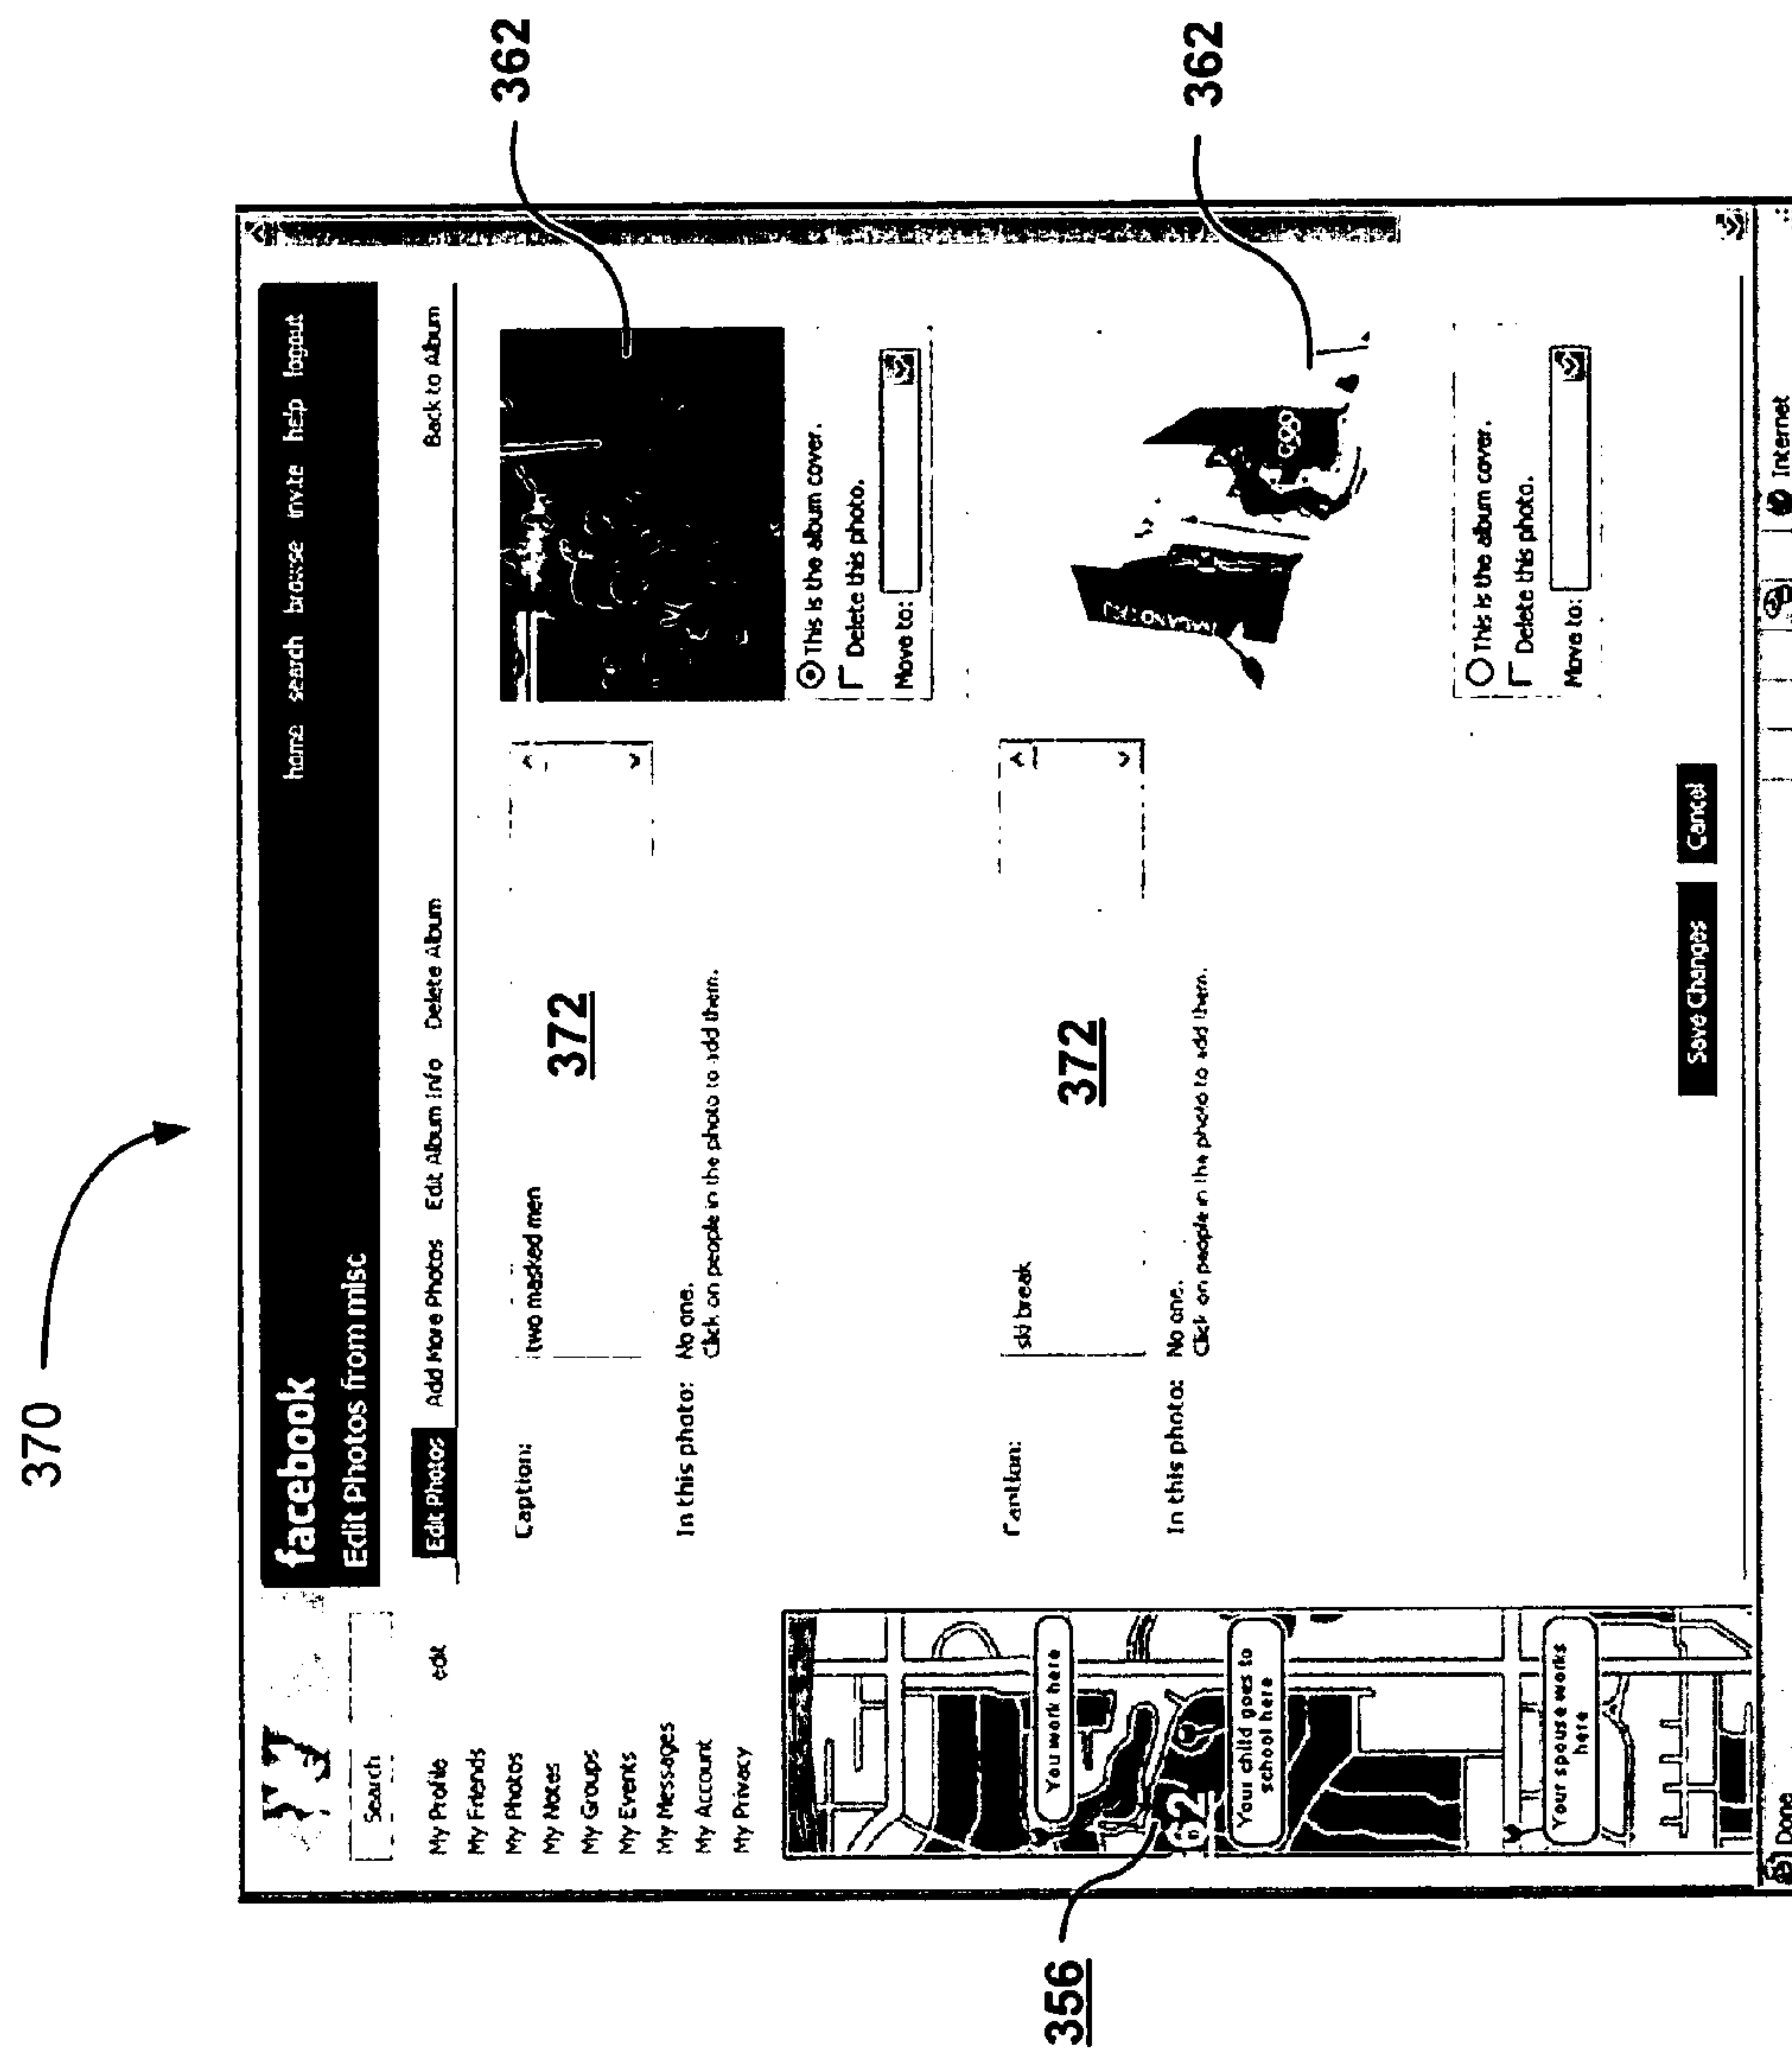 370
facebook
home search browse invite help logout
Edit Photos from misc
Search
Edit Photos Add More Photos Edit Album Info Delete Album Back to Album
My Profile edit
My Friends
My Photos
My Notes
My Groups
My Events
My Messages
My Account
My Privacy
Caption: two masked men
372
362
In this photo: No one.
Click on people in the photo to add them.
This is the album cover.
Delete this photo.
Move to:
Caption: ski break
372
362
In this photo: No one.
Click on people in the photo to add them.
This is the album cover.
Delete this photo.
Move to:
You work here
62
Your child goes to
school here
Your spouse works
here
356
Save Changes Cancel
Done Internet